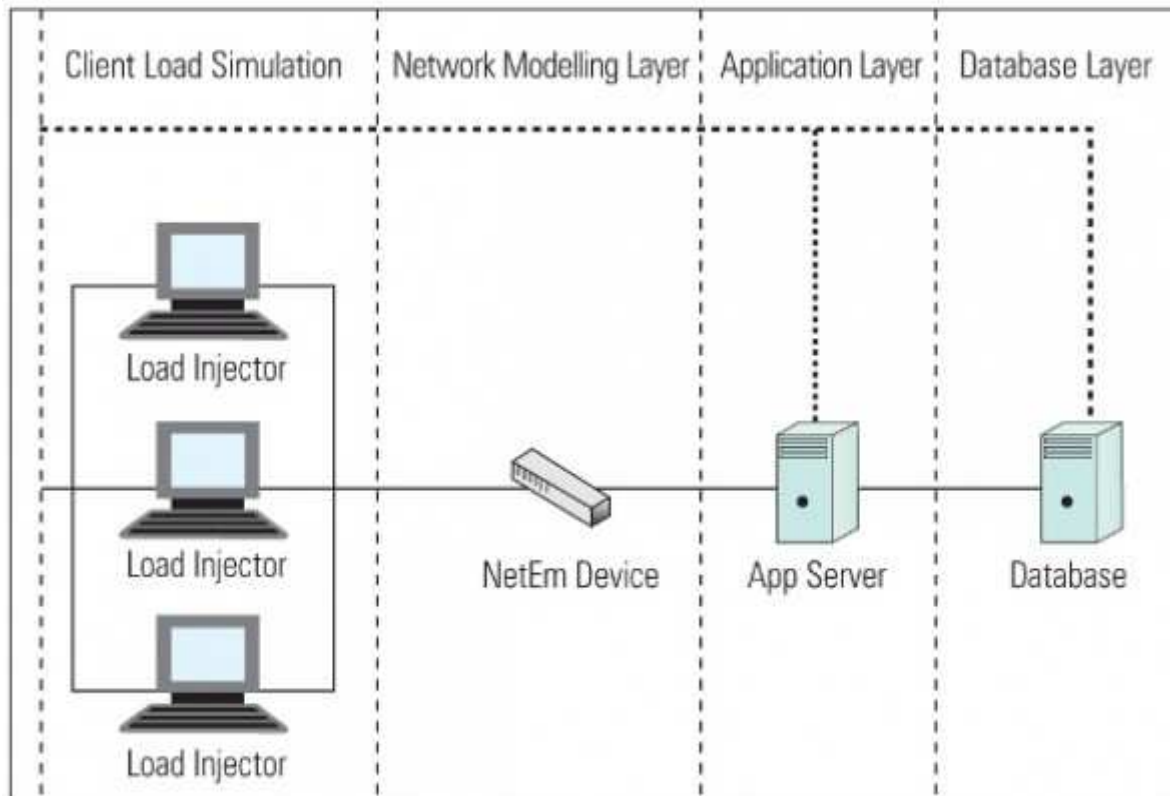 Client Load Simulation
Network Modelling Layer
Application Layer
Database Layer
Load Injector
Load Injector
NetEm Device
App Server
Database
Load Injector